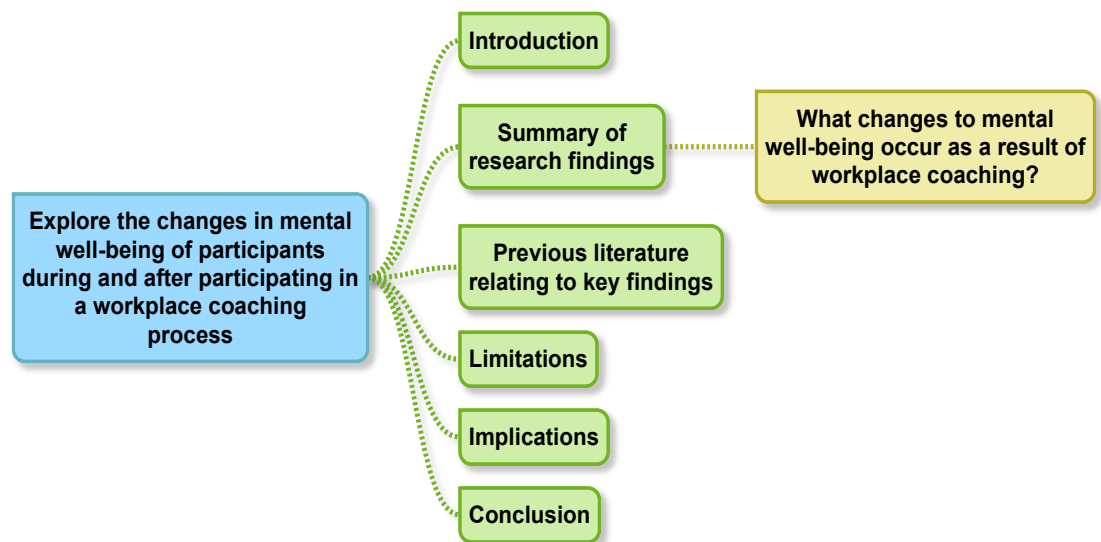 Explore the changes in mental
well-being of participants
during and after participating in
a workplace coaching
process
Introduction
Summary of
research findings
What changes to mental
well-being occur as a result of
workplace coaching?
Previous literature
relating to key findings
Limitations
Implications
Conclusion